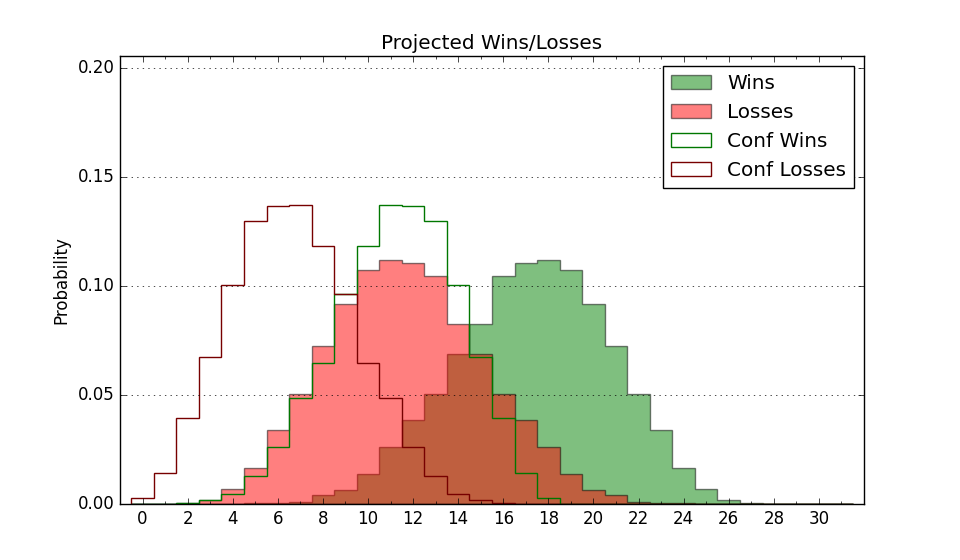 Projected Wins/Losses
0.20
0.15
0.10
0.05
0.00
Probability
Wins
Losses
Conf Wins
Conf Losses
0 2 4 6 8 10 12 14 16 18 20 22 24 26 28 30